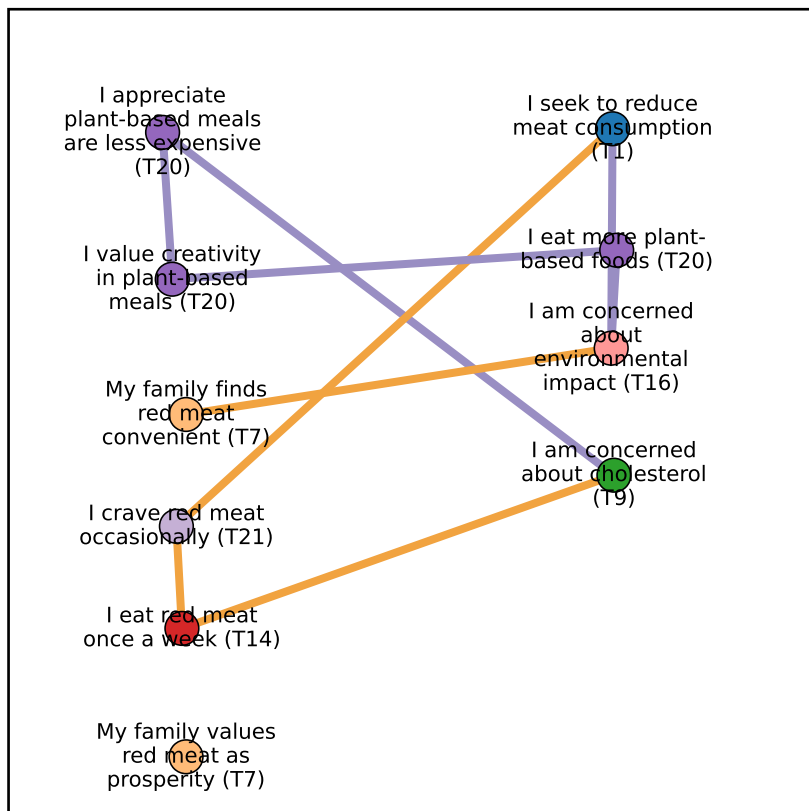 I appreciate
plant-based meals
are less expensive
(T20)
I seek to reduce
meat consumption
(T1)
I value creativity
in plant-based
meals (T20)
I eat more plant-
based foods (T20)
I am concerned
about
environmental
impact (T16)
My family finds
red meat
convenient (T7)
I am concerned
about cholesterol
(T9)
I crave red meat
occasionally (T21)
I eat red meat
once a week (T14)
My family values
red meat as
prosperity (T7)